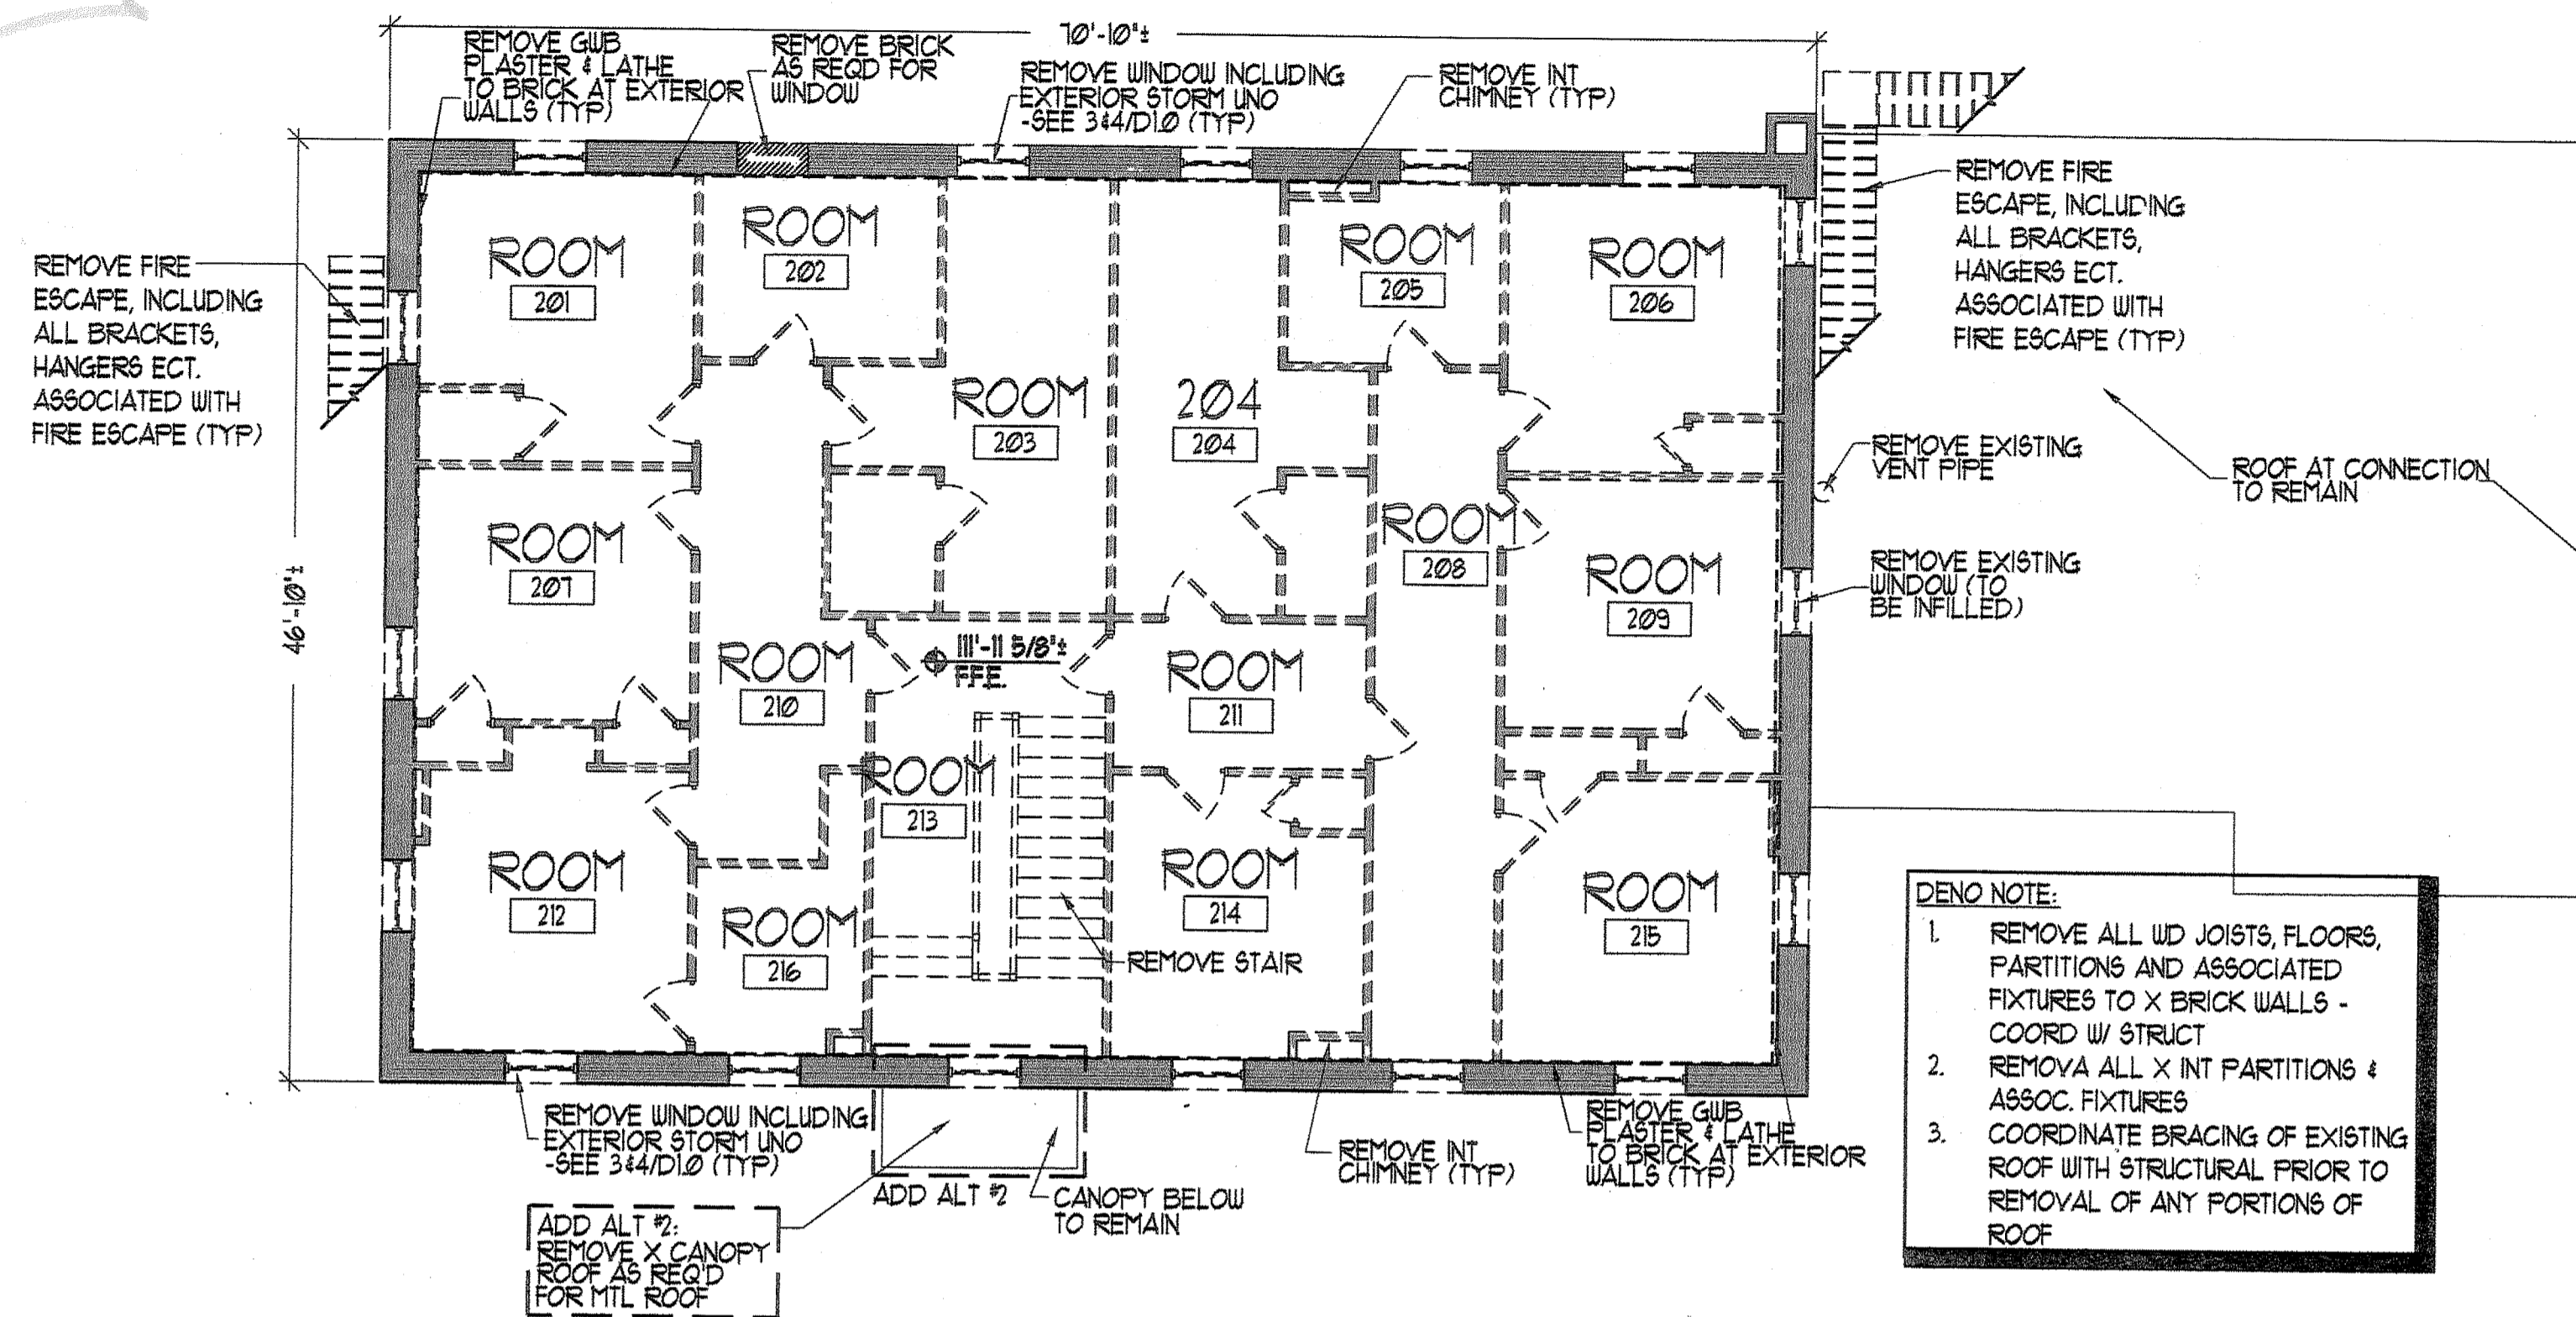 70'-10"±
REMOVE GWB
PLASTER & LATHE
TO BRICK AT EXTERIOR
WALLS (TYP)
REMOVE BRICK
AS REQD FOR
WINDOW
REMOVE WINDOW INCLUDING
EXTERIOR STORM UNO
-SEE 3&4/D1.0 (TYP)
REMOVE INT
CHIMNEY (TYP)
REMOVE FIRE
ESCAPE, INCLUDING
ALL BRACKETS,
HANGERS ECT.
ASSOCIATED WITH
FIRE ESCAPE (TYP)
REMOVE FIRE
ESCAPE, INCLUDING
ALL BRACKETS,
HANGERS ECT.
ASSOCIATED WITH
FIRE ESCAPE (TYP)
ROOM
201
ROOM
202
ROOM
203
204
204
ROOM
205
ROOM
206
REMOVE EXISTING
VENT PIPE
ROOF AT CONNECTION
TO REMAIN
46'-10"±
ROOM
207
ROOM
208
ROOM
209
REMOVE EXISTING
WINDOW (TO
BE INFILLED)
ROOM
210
111'-11 5/8"±
F.F.E.
ROOM
211
ROOM
212
ROOM
213
ROOM
214
ROOM
215
ROOM
216
REMOVE STAIR
DENO NOTE:
1. REMOVE ALL WD JOISTS, FLOORS,
PARTITIONS AND ASSOCIATED
FIXTURES TO X BRICK WALLS -
COORD W/ STRUCT
2. REMOVA ALL X INT PARTITIONS &
ASSOC. FIXTURES
3. COORDINATE BRACING OF EXISTING
ROOF WITH STRUCTURAL PRIOR TO
REMOVAL OF ANY PORTIONS OF
ROOF
REMOVE WINDOW INCLUDING
EXTERIOR STORM UNO
-SEE 3&4/D1.0 (TYP)
ADD ALT #2
CANOPY BELOW
TO REMAIN
REMOVE INT
CHIMNEY (TYP)
REMOVE GWB
PLASTER & LATHE
TO BRICK AT EXTERIOR
WALLS (TYP)
ADD ALT #2:
REMOVE X CANOPY
ROOF AS REQ'D
FOR MTL ROOF